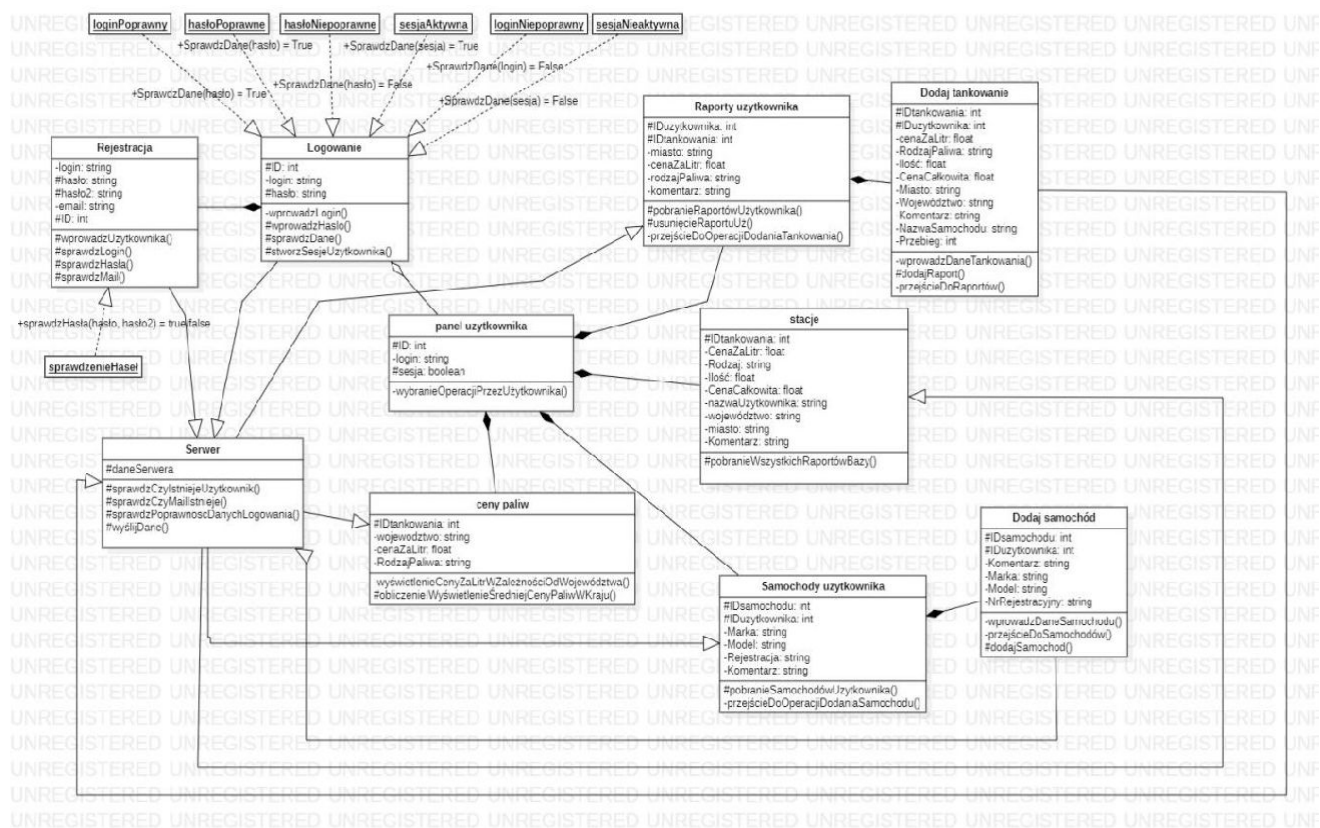 loginPoprawny
hasłoPoprawne
hasłoNiepoprawne
sesjaAktywna
loginNiepoprawny
sesjaNieaktywna
+SprawdzDane(hasło) = True
+SprawdzDane(sesja) = True
+SprawdzDane(login) = False
+SprawczDane(hasło) = True
+SprawdzDane(hasło) = False
+SprawdzDane(sesja) = False
Rejestracja
-login: string
#hasło: string
#hasło2: string
-email: string
#ID: int
#wprowadzUzytkownika()
#sprawdzLogin()
#sprawdzHasła()
#sprawdzMail()
Logowanie
#ID: int
-login: string
#hasło: string
-wprowadzLogin()
#wprowadzHasło()
#sprawdzDane()
#stworzSesjeUzytkownika()
Raporty uzytkownika
#IDuzytkownika: int
#IDtankowania: int
-miasto: string
-cenaZaLitr: float
-rodzajPaliwa: string
-komentarz: string
#pobranieRaportówUzytkownika()
#usunięcieRaportuUż()
-przejścieDoOperacjiDodaniaTankowania()
Dodaj tankowanie
#IDtankowania: int
#IDuzytkownika: int
-cenaZaLitr: float
-RodzajPaliwa: string
-Ilość: float
-CenaCałkowita: float
-Miasto: string
-Województwo: string
-Komentarz: string
-NazwaSamochodu: string
-Przebieg: int
-wprowadzDaneTankowania()
#dodajRaport()
-przejścieDoRaportów()
+sprawdzHasła(hasło, hasło2) = true/false
sprawdzenieHaseł
panel uzytkownika
#ID: int
-login: string
#sesja: boolean
-wybranieOperacjiPrzezUżytkownika()
stacje
#IDtankowania: int
-CenaZaLitr: float
-Rodzaj: string
-Ilość: float
-CenaCałkowita: float
-nazwaUzytkownika: string
-województwo: string
-miasto: string
-Komentarz: string
#pobranieWszystkichRaportówBazy()
Serwer
#daneSerwera
#sprawdzCzyIstniejeUzytkownik()
#sprawdzCzyMailIstnieje()
#sprawdzPoprawnoscDanychLogowania()
#wyślijDane()
ceny paliw
#IDtankowania: int
-wojewodztwo: string
-cenaZaLitr: float
-RodzajPaliwa: string
-wyświetlenieCenyZaLitrWZależnościOdWojewództwa()
#obliczenieIWyświetlenieŚredniejCenyPaliwWKraju()
Samochody uzytkownika
#IDsamochodu: int
#IDuzytkownika: int
-Marka: string
-Model: string
-Rejestracja: string
-Komentarz: string
#pobranieSamochodówUzytkownika()
-przejścieDoOperacjiDodaniaSamochodu()
Dodaj samochód
#IDsamochodu: int
#IDuzytkownika: int
-Komentarz: string
-Marka: string
-Model: string
-NrRejestracyjny: string
-wprowadzDaneSamochodu()
-przejścieDoSamochodów()
#dodajSamochod()
UNREGISTERED